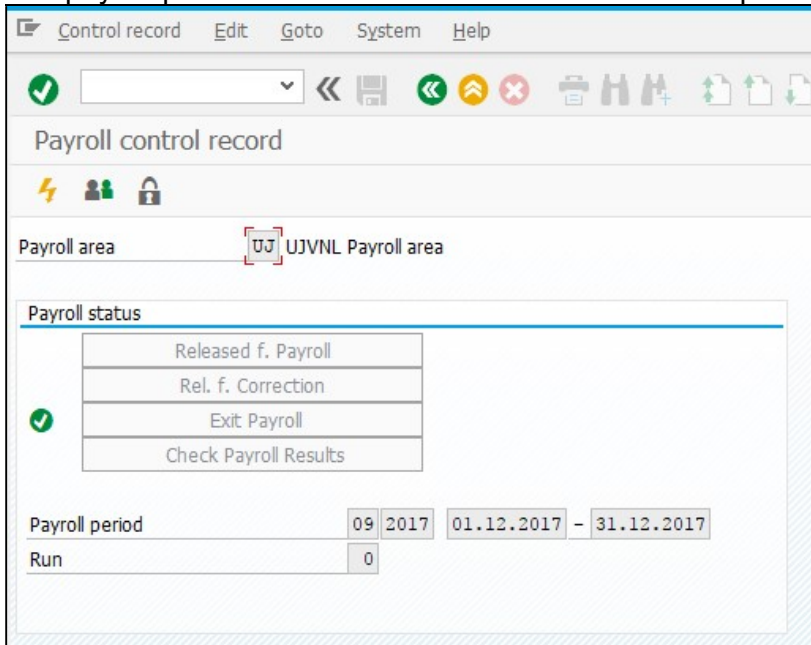 Control record Edit Goto System Help
Payroll control record
Payroll area UJ UJVNL Payroll area
Payroll status
Released f. Payroll
Rel. f. Correction
Exit Payroll
Check Payroll Results
Payroll period 09 2017 01.12.2017 - 31.12.2017
Run 0